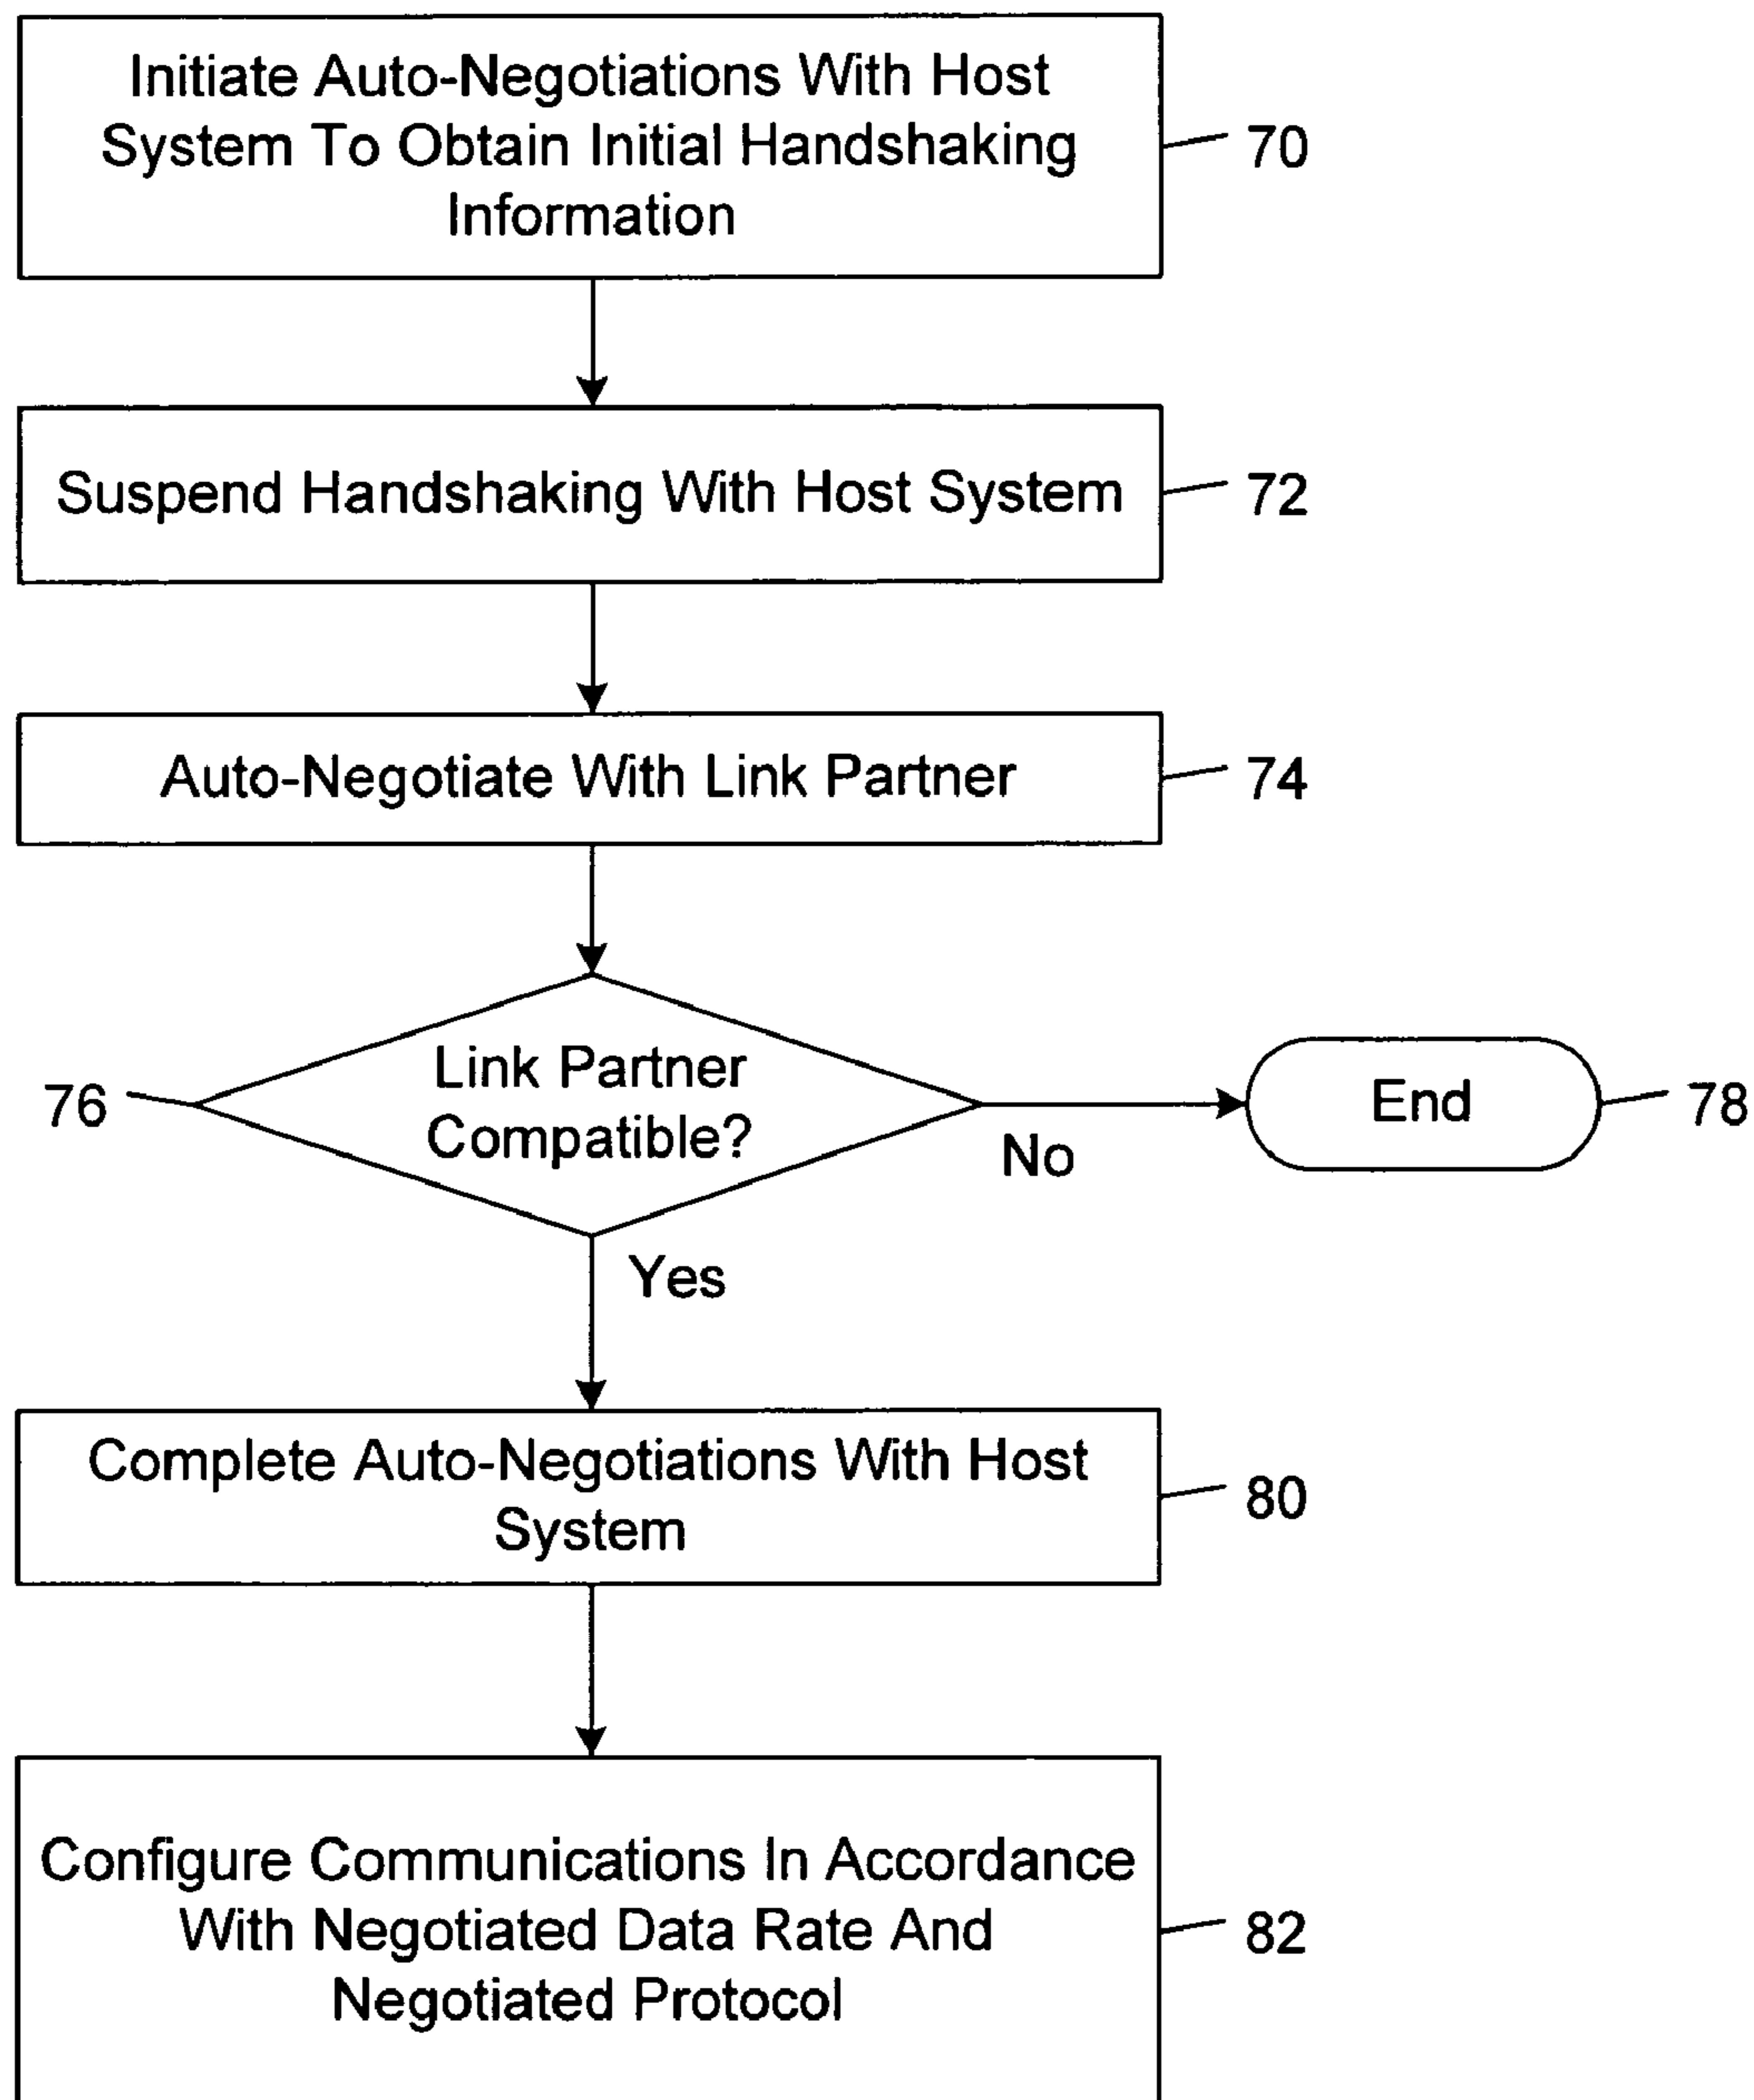 Initiate Auto-Negotiations With Host
System To Obtain Initial Handshaking
Information
70
Suspend Handshaking With Host System
72
Auto-Negotiate With Link Partner
74
76
Link Partner
Compatible?
No
End
78
Yes
Complete Auto-Negotiations With Host
System
80
Configure Communications In Accordance
With Negotiated Data Rate And
Negotiated Protocol
82